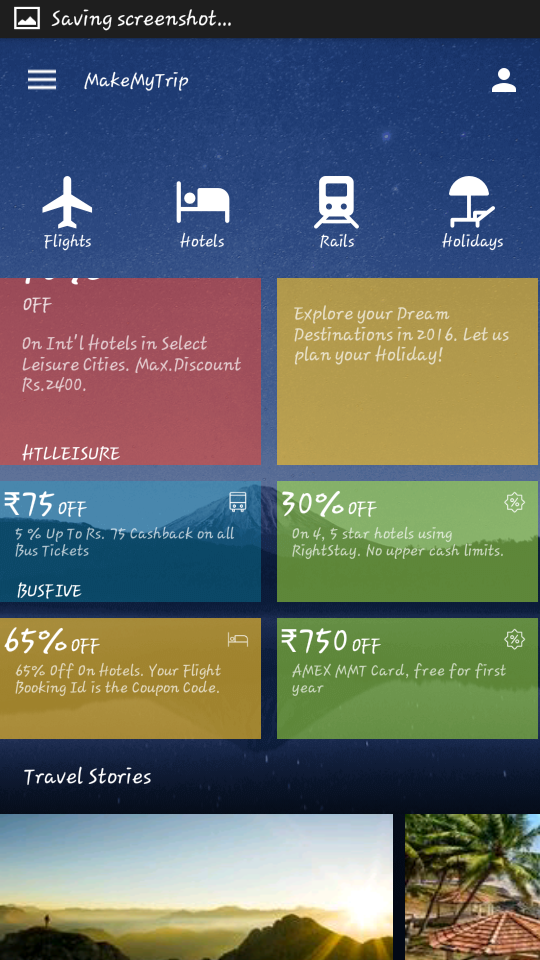 Saving screenshot...
MakeMyTrip
Flights
Hotels
Rails
Holidays
OFF
On Int'l Hotels in Select
Leisure Cities. Max.Discount
Rs.2400.
HTLLEISURE
Explore your Dream
Destinations in 2016. Let us
plan your Holiday!
₹75 OFF
5 % Up To Rs. 75 Cashback on all
Bus Tickets
BUSFIVE
30% OFF
On 4, 5 star hotels using
RightStay. No upper cash limits.
65% OFF
65% Off On Hotels. Your Flight
Booking Id is the Coupon Code.
₹750 OFF
AMEX MMT Card, free for first
year
Travel Stories